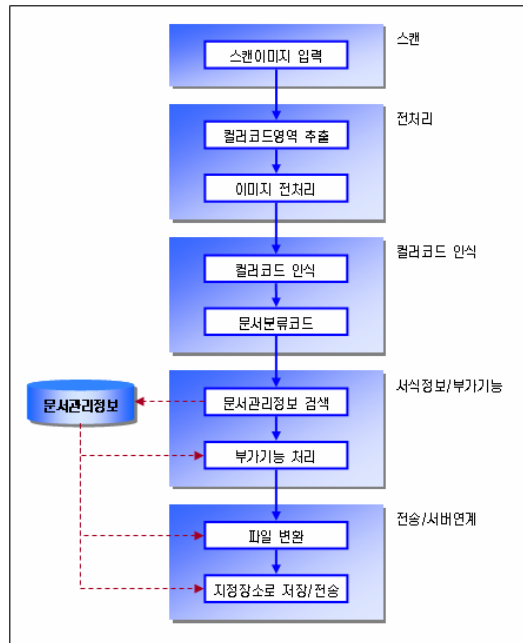 스캔
스캔이미지 입력
전처리
컬러코드영역 추출
이미지 전처리
컬러코드 인식
컬러코드 인식
문서분류코드
서식정보/부가기능
문서관리정보
문서관리정보 검색
부가기능 처리
전송/서버연계
파일 변환
지정장소로 저장/전송